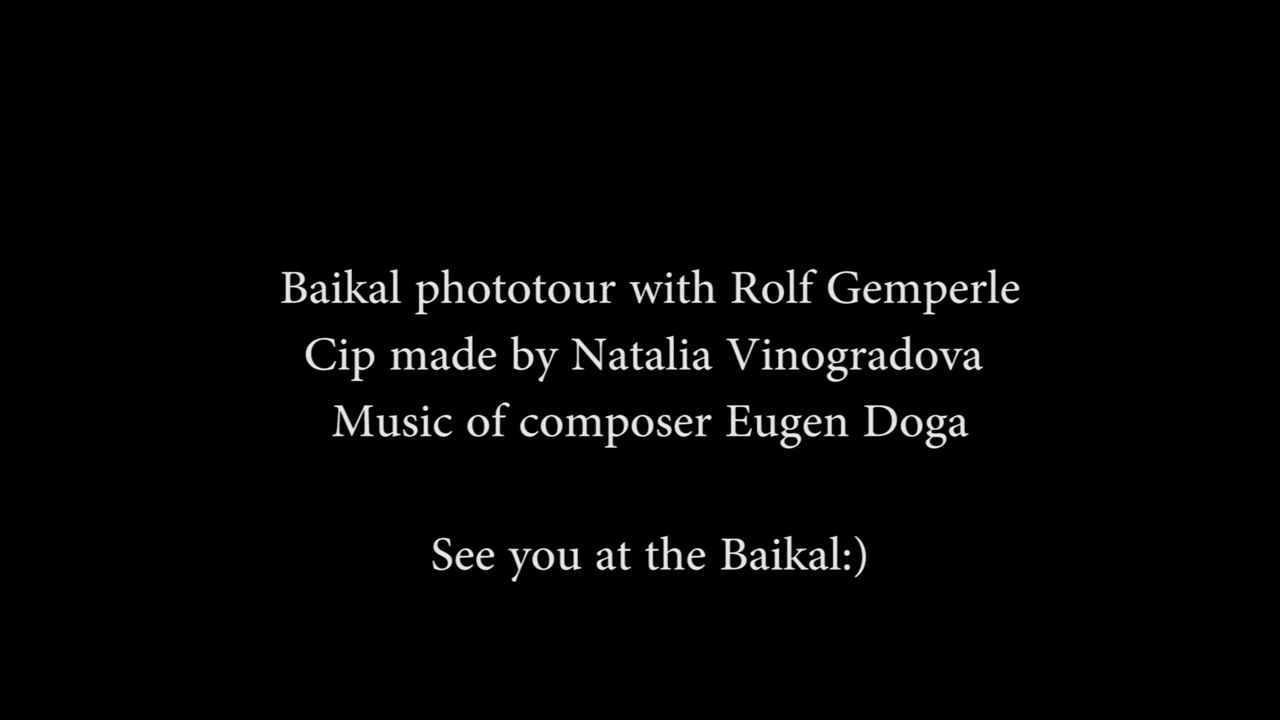 Baikal phototour with Rolf Gemperle
Cip made by Natalia Vinogradova
Music of composer Eugen Doga
See you at the Baikal:)